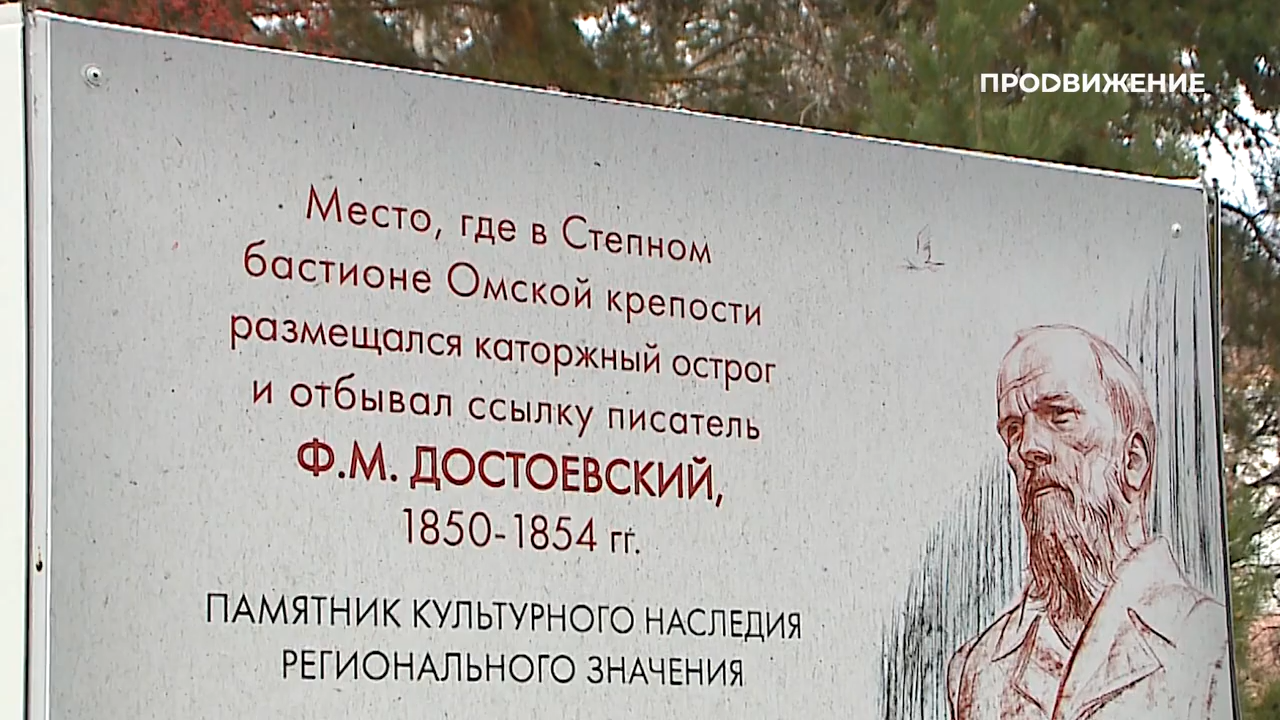 ПРОДВИЖЕНИЕ
Место, где в Степном
бастионе Омской крепости
размещался каторжный острог
и отбывал ссылку писатель
Ф.М. ДОСТОЕВСКИЙ,
1850-1854 гг.
ПАМЯТНИК КУЛЬТУРНОГО НАСЛЕДИЯ
РЕГИОНАЛЬНОГО ЗНАЧЕНИЯ